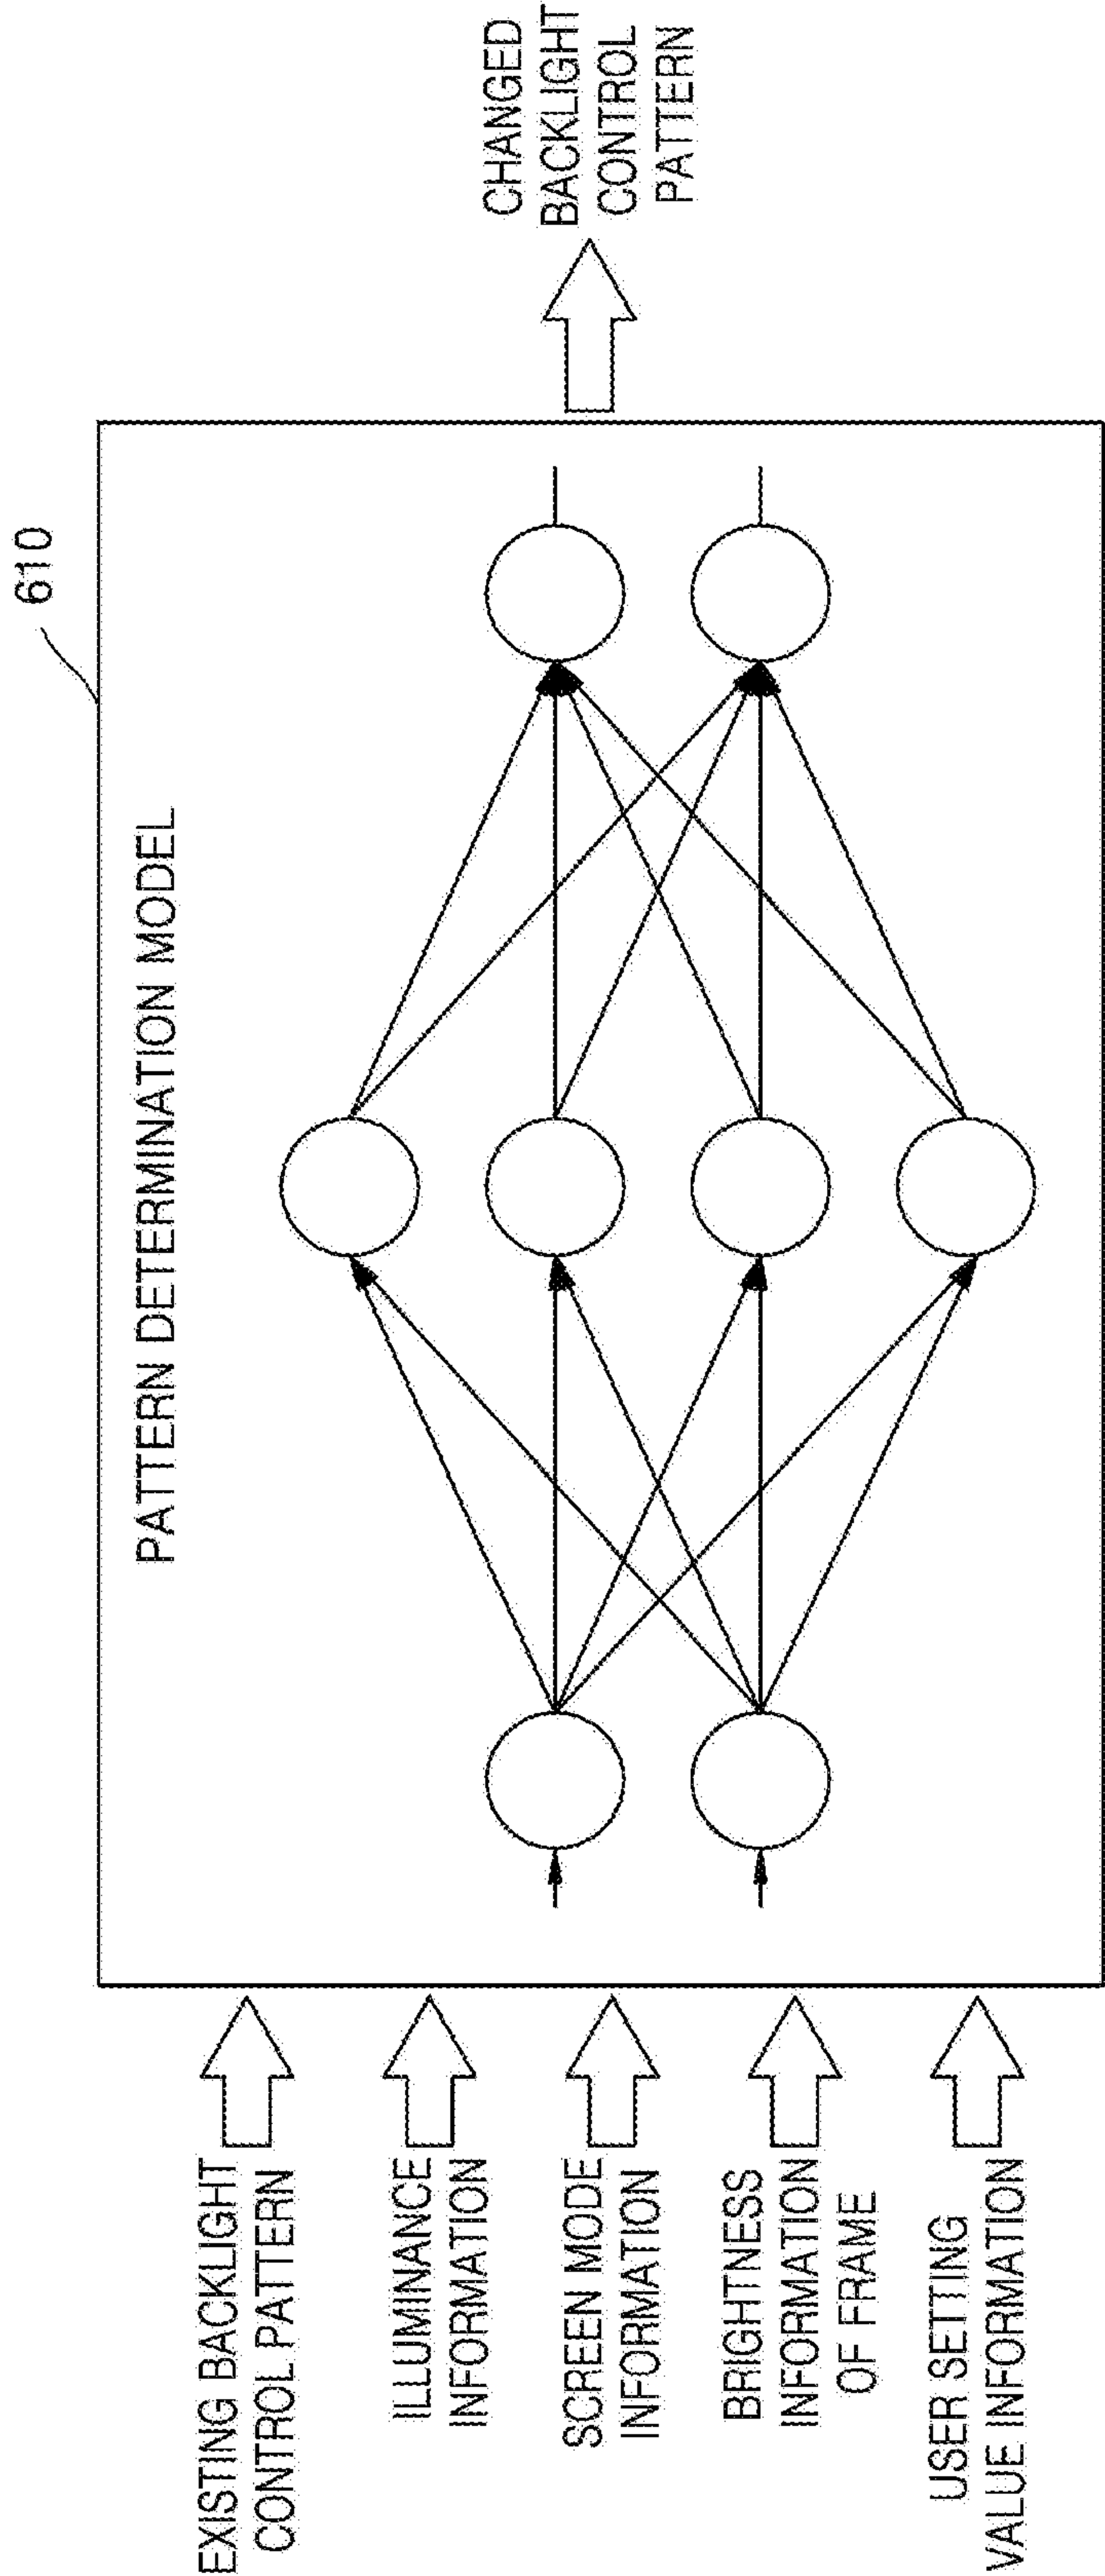 610
PATTERN DETERMINATION MODEL
EXISTING BACKLIGHT
CONTROL PATTERN
ILLUMINANCE
INFORMATION
SCREEN MODE
INFORMATION
BRIGHTNESS
INFORMATION
OF FRAME
USER SETTING
VALUE INFORMATION
CHANGED
BACKLIGHT
CONTROL
PATTERN